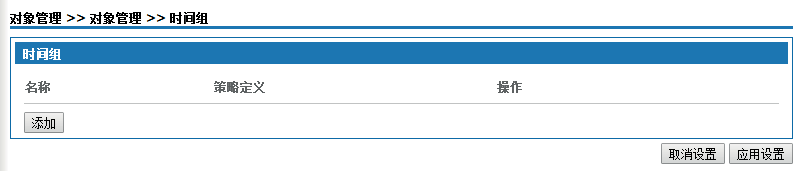 对象管理 >> 对象管理 >> 时间组
时间组
名称 策略定义 操作
添加
取消设置 应用设置